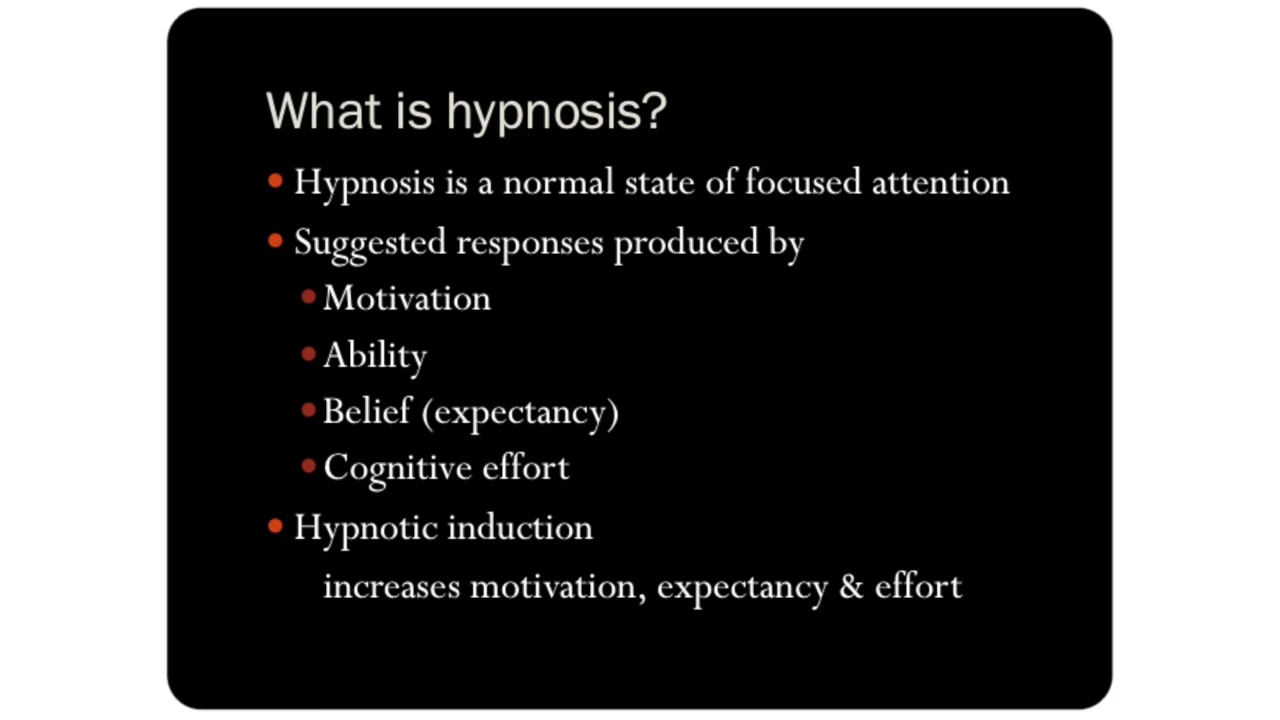 What is hypnosis?
• Hypnosis is a normal state of focused attention
• Suggested responses produced by
• Motivation
• Ability
• Belief (expectancy)
• Cognitive effort
• Hypnotic induction
increases motivation, expectancy & effort